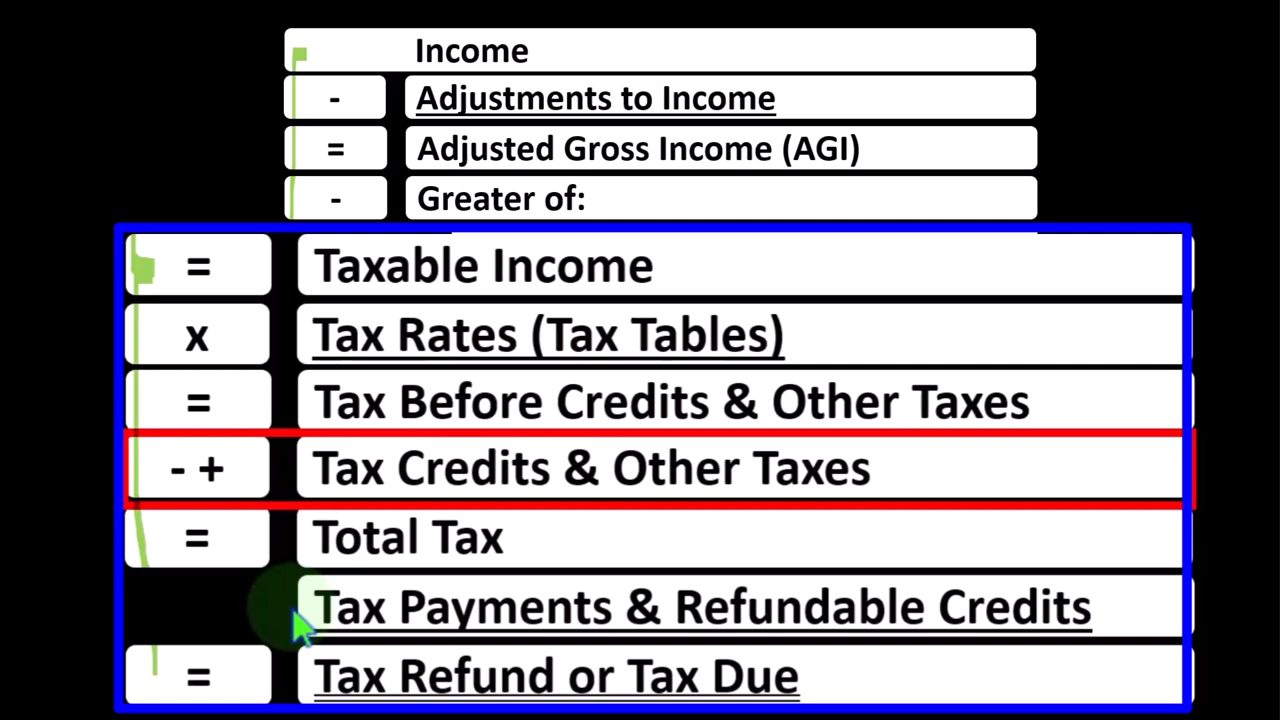 Income
- Adjustments to Income
= Adjusted Gross Income (AGI)
- Greater of:
= Taxable Income
x Tax Rates (Tax Tables)
= Tax Before Credits & Other Taxes
- + Tax Credits & Other Taxes
= Total Tax
Tax Payments & Refundable Credits
= Tax Refund or Tax Due